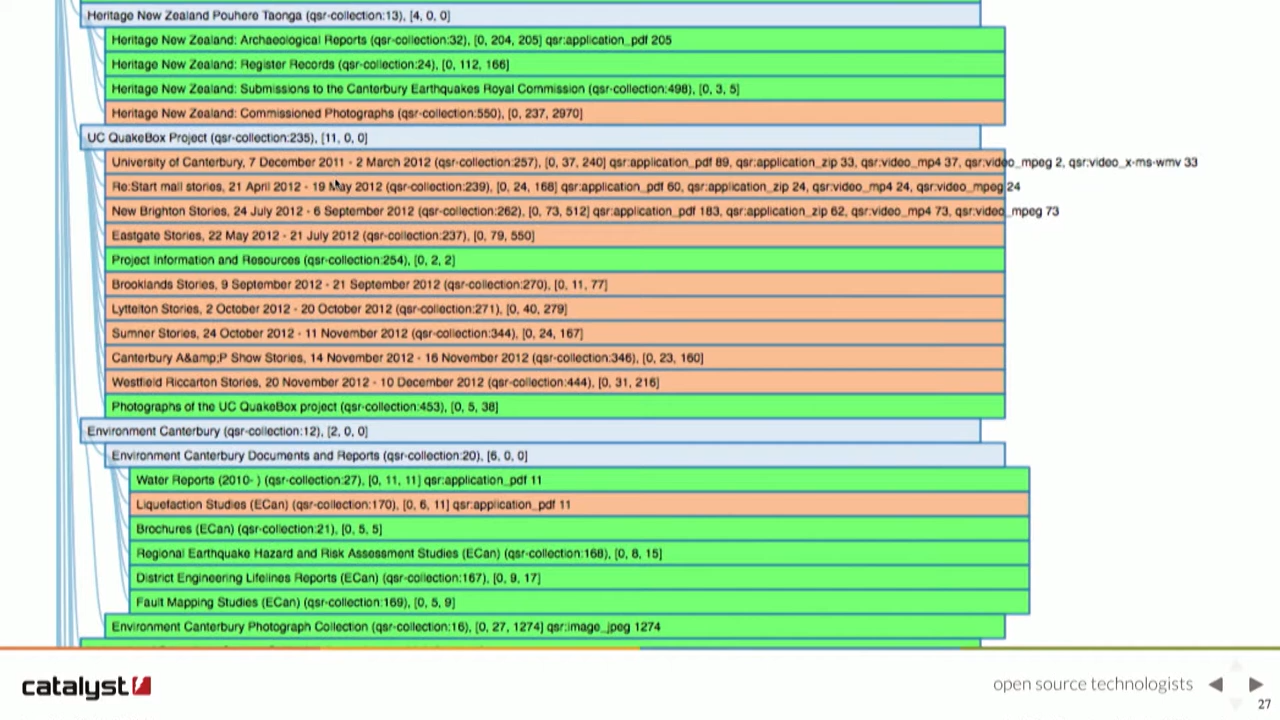 Heritage New Zealand Pouhere Taonga (qsr-collection:13), [4, 0, 0]
Heritage New Zealand: Archaeological Reports (qsr-collection:32), [0, 204, 205] qsr:application_pdf 205
Heritage New Zealand: Register Records (qsr-collection:24), [0, 112, 166]
Heritage New Zealand: Submissions to the Canterbury Earthquakes Royal Commission (qsr-collection:498), [0, 3, 5]
Heritage New Zealand: Commissioned Photographs (qsr-collection:550), [0, 237, 2970]
UC QuakeBox Project (qsr-collection:235), [11, 0, 0]
University of Canterbury, 7 December 2011 - 2 March 2012 (qsr-collection:257), [0, 37, 240] qsr:application_pdf 89, qsr:application_zip 33, qsr:video_mp4 37, qsr:video_mpeg 2, qsr:video_x-ms-wmv 33
Re:Start mall stories, 21 April 2012 - 19 May 2012 (qsr-collection:239), [0, 24, 168] qsr:application_pdf 60, qsr:application_zip 24, qsr:video_mp4 24, qsr:video_mpeg 24
New Brighton Stories, 24 July 2012 - 6 September 2012 (qsr-collection:262), [0, 73, 512] qsr:application_pdf 183, qsr:application_zip 62, qsr:video_mp4 73, qsr:video_mpeg 73
Eastgate Stories, 22 May 2012 - 21 July 2012 (qsr-collection:237), [0, 79, 550]
Project Information and Resources (qsr-collection:254), [0, 2, 2]
Brooklands Stories, 9 September 2012 - 21 September 2012 (qsr-collection:270), [0, 11, 77]
Lyttelton Stories, 2 October 2012 - 20 October 2012 (qsr-collection:271), [0, 40, 279]
Sumner Stories, 24 October 2012 - 11 November 2012 (qsr-collection:344), [0, 24, 167]
Canterbury A&amp;P Show Stories, 14 November 2012 - 16 November 2012 (qsr-collection:346), [0, 23, 160]
Westfield Riccarton Stories, 20 November 2012 - 10 December 2012 (qsr-collection:444), [0, 31, 216]
Photographs of the UC QuakeBox project (qsr-collection:453), [0, 5, 38]
Environment Canterbury (qsr-collection:12), [2, 0, 0]
Environment Canterbury Documents and Reports (qsr-collection:20), [6, 0, 0]
Water Reports (2010- ) (qsr-collection:27), [0, 11, 11] qsr:application_pdf 11
Liquefaction Studies (ECan) (qsr-collection:170), [0, 6, 11] qsr:application_pdf 11
Brochures (ECan) (qsr-collection:21), [0, 5, 5]
Regional Earthquake Hazard and Risk Assessment Studies (ECan) (qsr-collection:168), [0, 8, 15]
District Engineering Lifelines Reports (ECan) (qsr-collection:167), [0, 9, 17]
Fault Mapping Studies (ECan) (qsr-collection:169), [0, 5, 9]
Environment Canterbury Photograph Collection (qsr-collection:16), [0, 27, 1274] qsr:image_jpeg 1274
catalyst
open source technologists
27